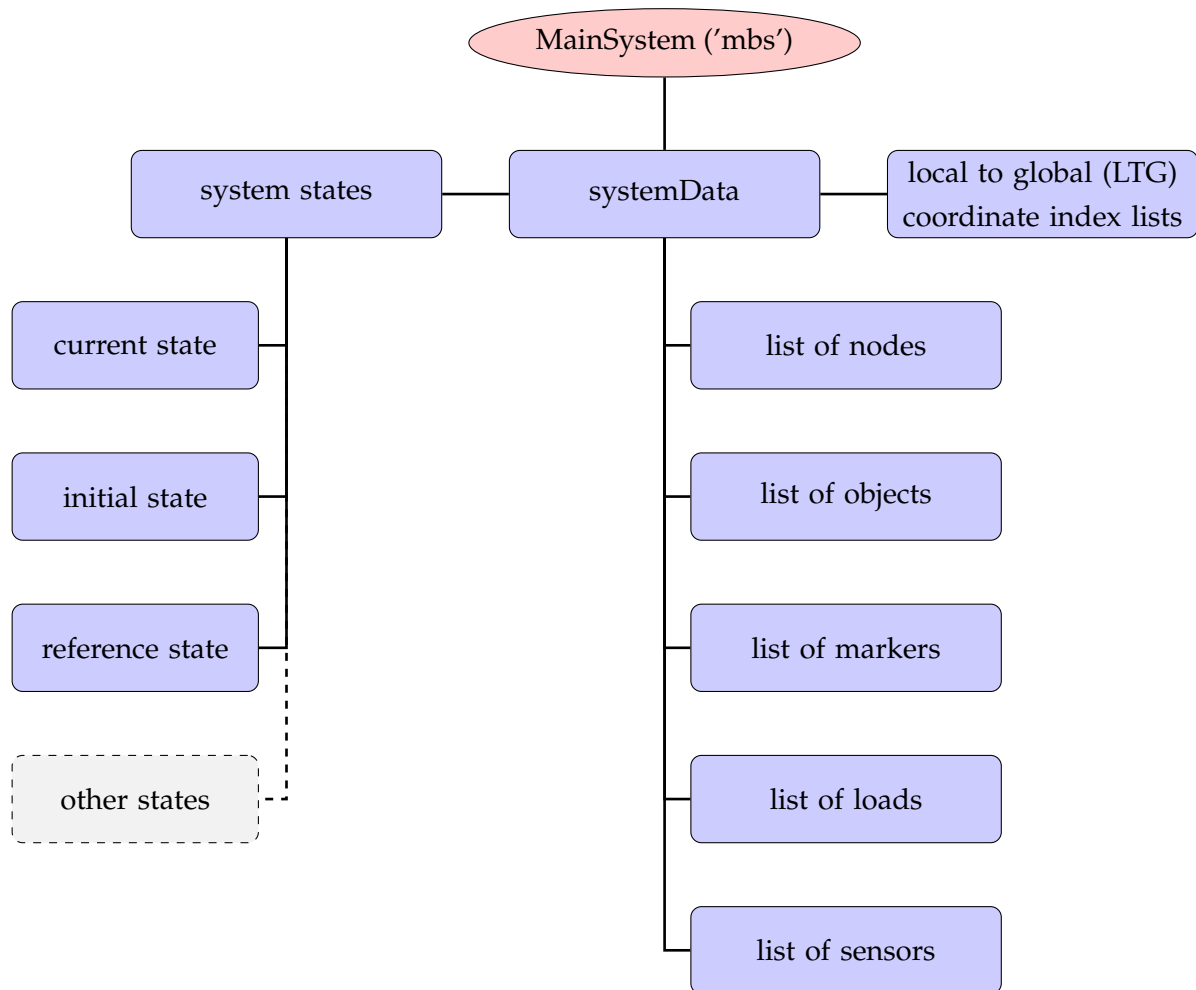 MainSystem ('mbs')
system states
systemData
local to global (LTG)
coordinate index lists
current state
list of nodes
initial state
list of objects
reference state
list of markers
other states
list of loads
list of sensors